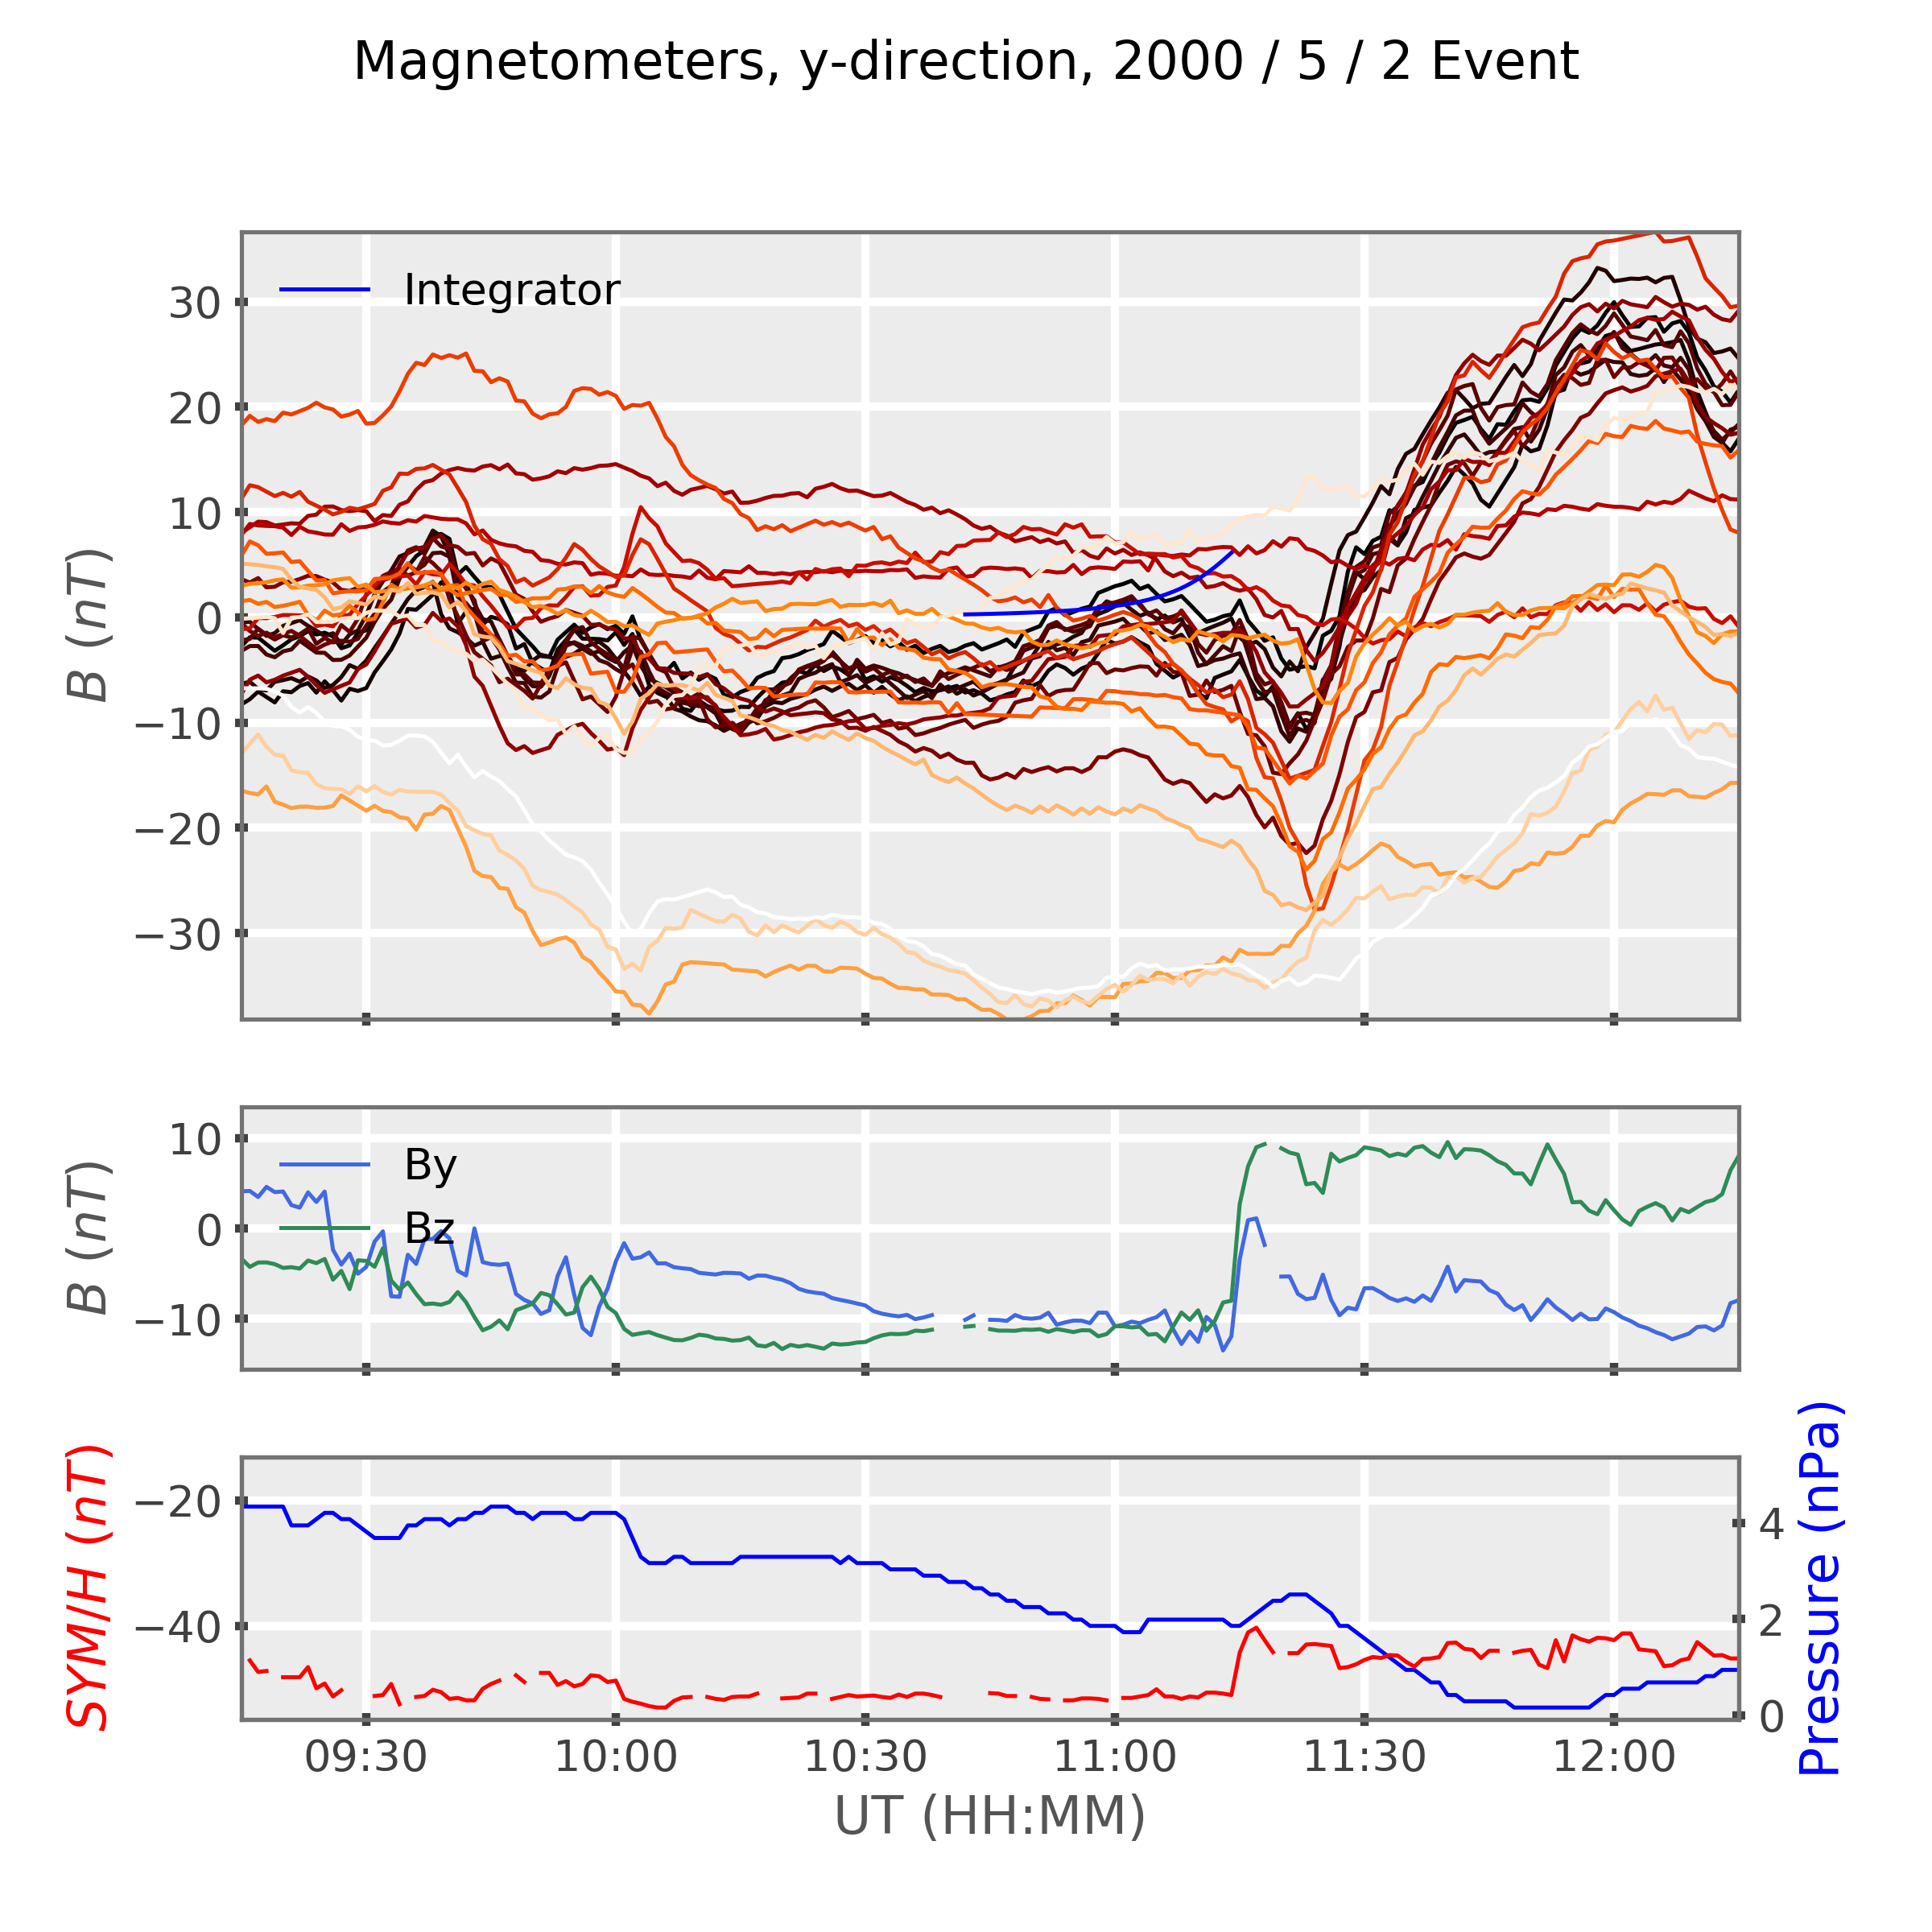 Magnetometers, y-direction, 2000 / 5 / 2 Event
Integrator
30
20
10
0
−10
−20
−30
B (nT)
By
Bz
10
0
−10
B (nT)
−20
−40
SYM/H (nT)
4
2
0
Pressure (nPa)
09:30 10:00 10:30 11:00 11:30 12:00
UT (HH:MM)